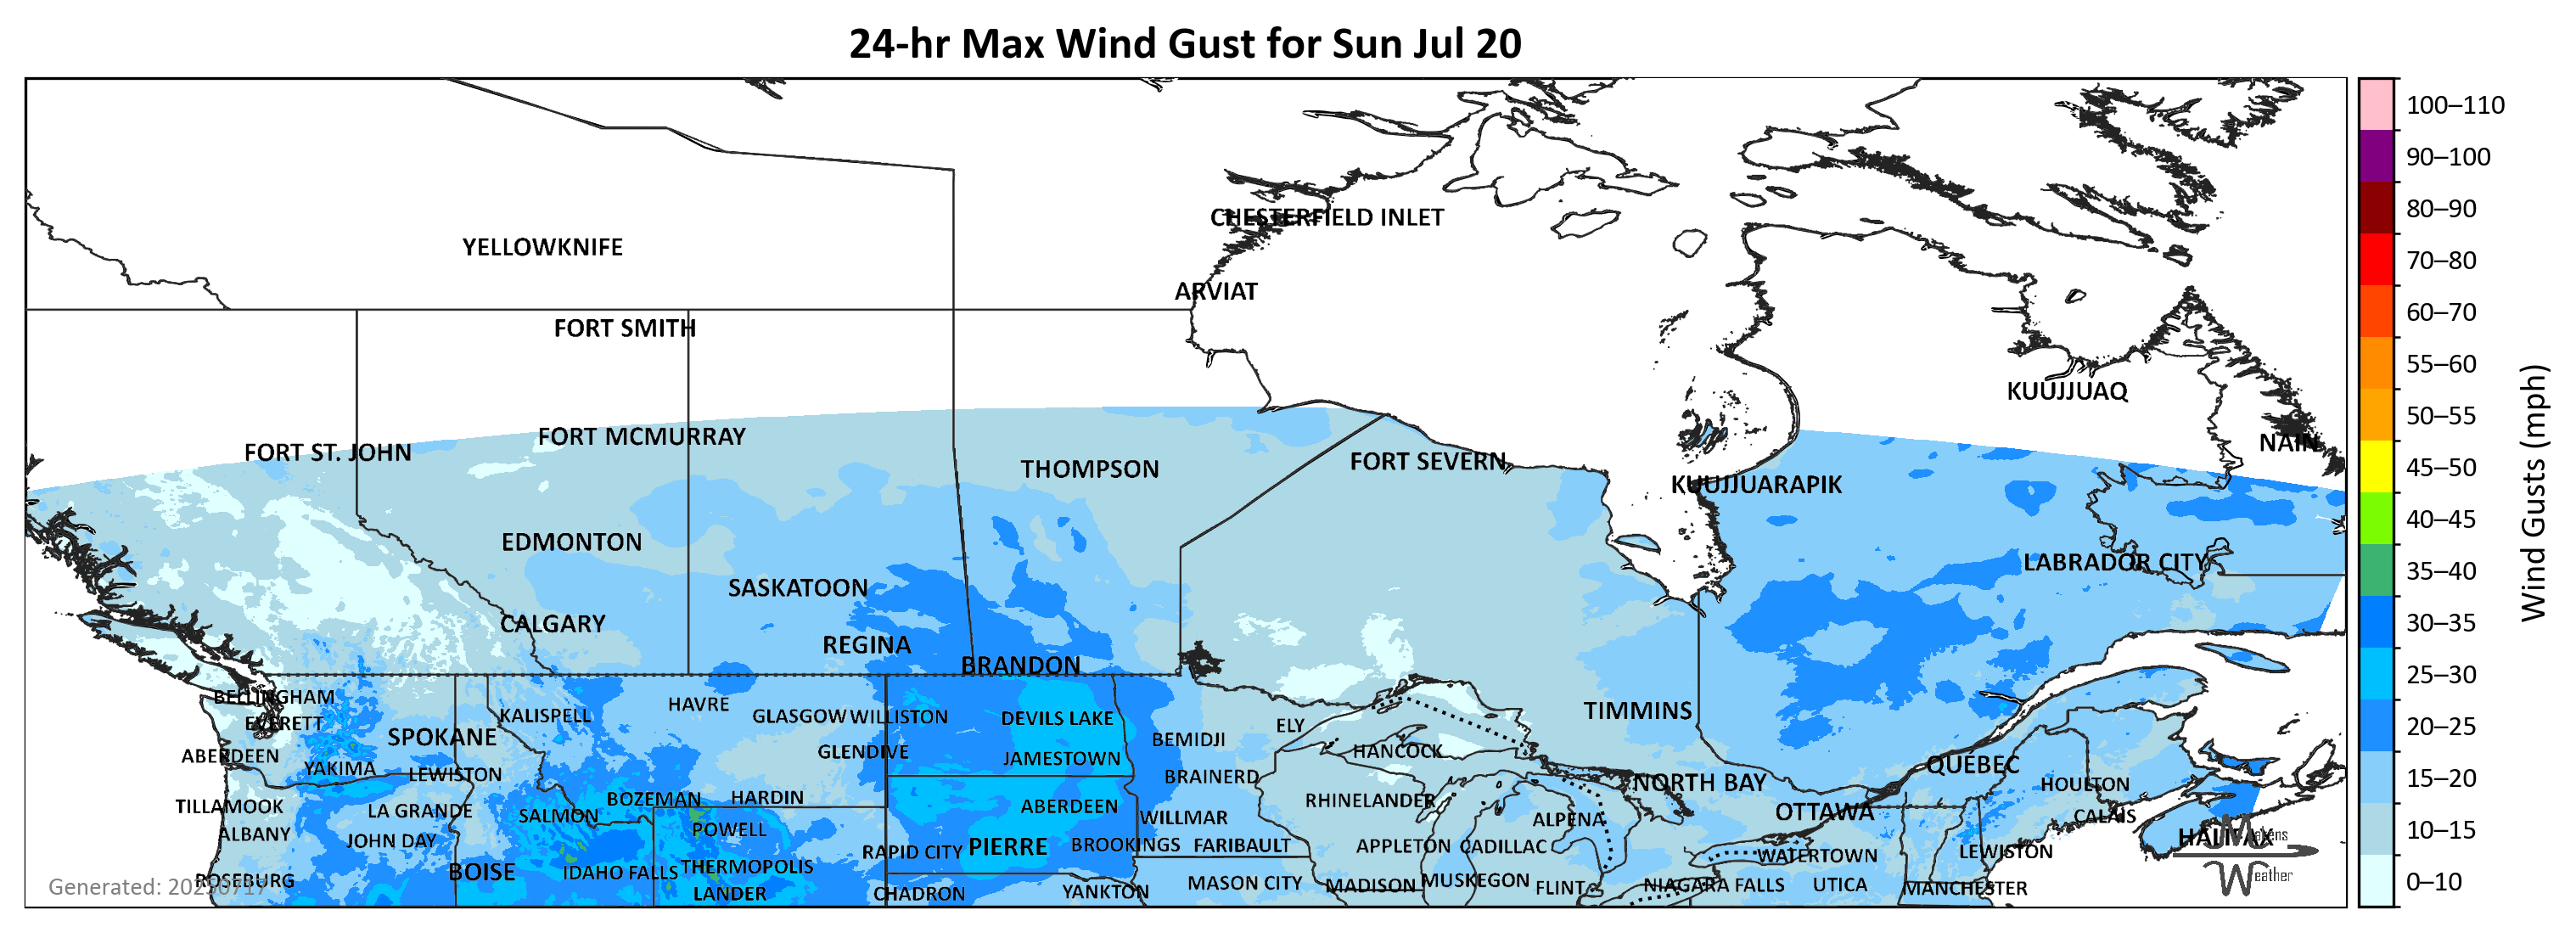 24-hr Max Wind Gust for Sun Jul 20
100–110
90–100
80–90
70–80
60–70
55–60
50–55
45–50
40–45
35–40
30–35
25–30
20–25
15–20
10–15
0–10
Wind Gusts (mph)
CHESTERFIELD INLET
YELLOWKNIFE
ARVIAT
FORT SMITH
KUUJJUAQ
FORT MCMURRAY
NAIN
FORT ST. JOHN
FORT SEVERN
THOMPSON
KUUJJUARAPIK
EDMONTON
LABRADOR CITY
SASKATOON
CALGARY
REGINA
BRANDON
BELLINGHAM
HAVRE
TIMMINS
KALISPELL
GLASGOW
WILLISTON
DEVILS LAKE
EVERETT
ELY
SPOKANE
BEMIDJI
GLENDIVE
HANCOCK
ABERDEEN
JAMESTOWN
QUEBEC
YAKIMA
LEWISTON
BRAINERD
NORTH BAY
HOULTON
BOZEMAN
HARDIN
RHINELANDER
TILLAMOOK
LA GRANDE
ABERDEEN
OTTAWA
SALMON
CALAIS
WILLMAR
ALPENA
POWELL
ALBANY
HALIFAX
Makens
JOHN DAY
PIERRE
BROOKINGS
FARIBAULT
APPLETON
CADILLAC
RAPID CITY
LEWISTON
WATERTOWN
THERMOPOLIS
BOISE
IDAHO FALLS
Weather
ROSEBURG
MUSKEGON
MASON CITY
MADISON
NIAGARA FALLS
UTICA
FLINT
MANCHESTER
LANDER
CHADRON
YANKTON
Generated: 20250717